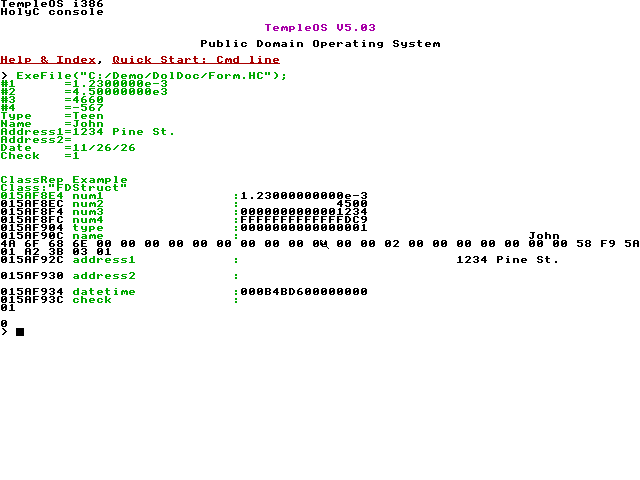 TempleOS i386
HolyC console
TempleOS V5.03
Public Domain Operating System
Help & Index, Quick Start: Cmd line
> ExeFile("C:/Demo/DolDoc/Form.HC");
#1      =1.2300000e-3
#2      =4.50000000e3
#3      =4660
#4      =-567
Type    =Teen
Name    =John
Address1=1234 Pine St.
Address2=
Date    =11/26/26
Check   =1
ClassRep Example
Class:"FDStruct"
015AF8E4 num1                :1.23000000000e-3
015AF8EC num2                :            4500
015AF8F4 num3                :0000000000001234
015AF8FC num4                :FFFFFFFFFFFFFDC9
015AF904 type                :0000000000000001
015AF90C name                :                                    John
4A 6F 68 6E 00 00 00 00 00 00 00 00 00 00 00 00 02 00 00 00 00 00 00 00 58 F9 5A
01 A2 3B 03 01
015AF92C address1            :                           1234 Pine St.
015AF930 address2            :
015AF934 datetime            :000B4BD600000000
015AF93C check               :
01
0
>